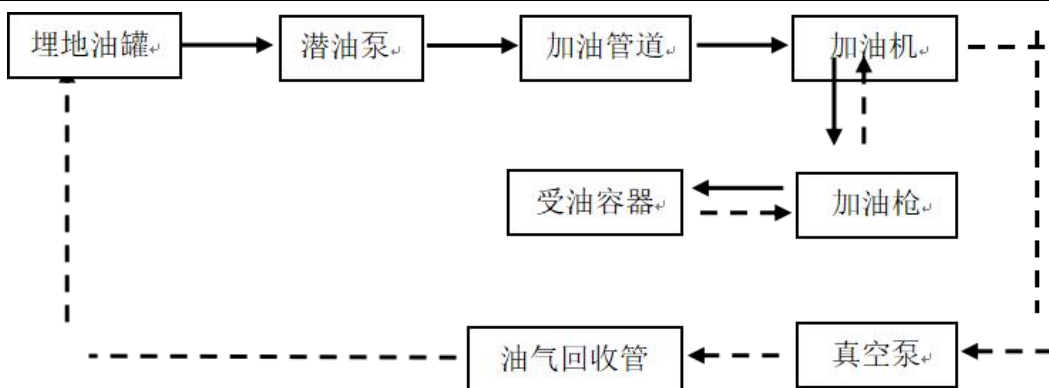 埋地油罐
潜油泵
加油管道
加油机
受油容器
加油枪
油气回收管
真空泵